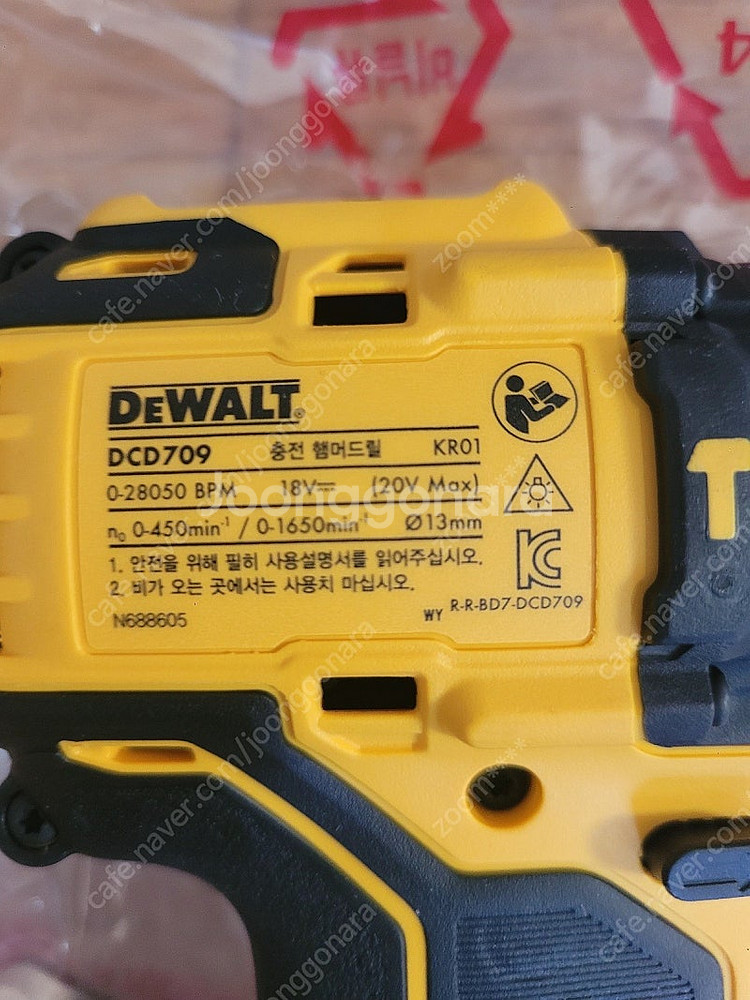 DEWALT®
DCD709 충전 햄머드릴 KR01
0-28050 BPM 18V⎓ (20V Max)
n₀ 0-450min⁻¹ / 0-1650min⁻¹ Ø13mm
1. 안전을 위해 필히 사용설명서를 읽어주십시오.
2. 비가 오는 곳에서는 사용치 마십시오.
N688605 WY R-R-BD7-DCD709
Joonggonara
cafe.naver.com/joonggonara
zoom****